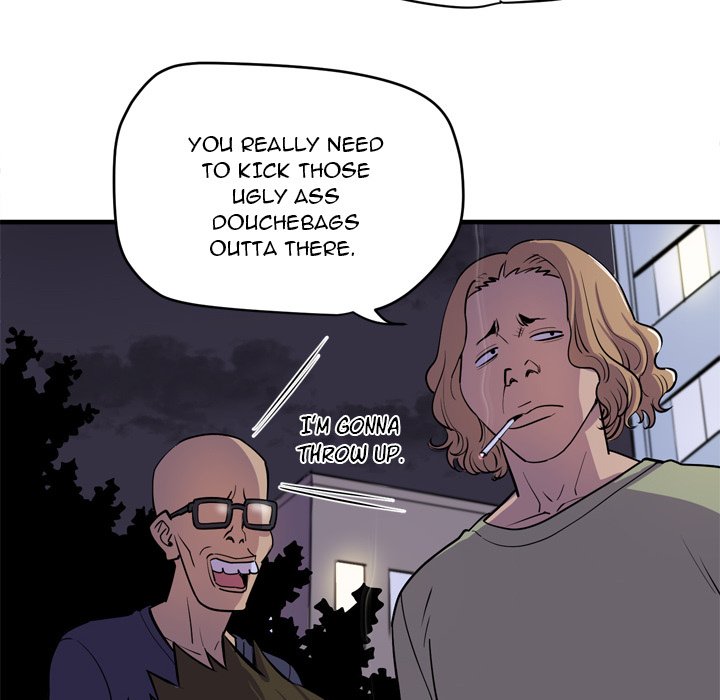 YOU REALLY NEED
TO KICK THOSE
UGLY ASS
DOUCHEBAGS
OUTTA THERE.
I'M GONNA
THROW UP.